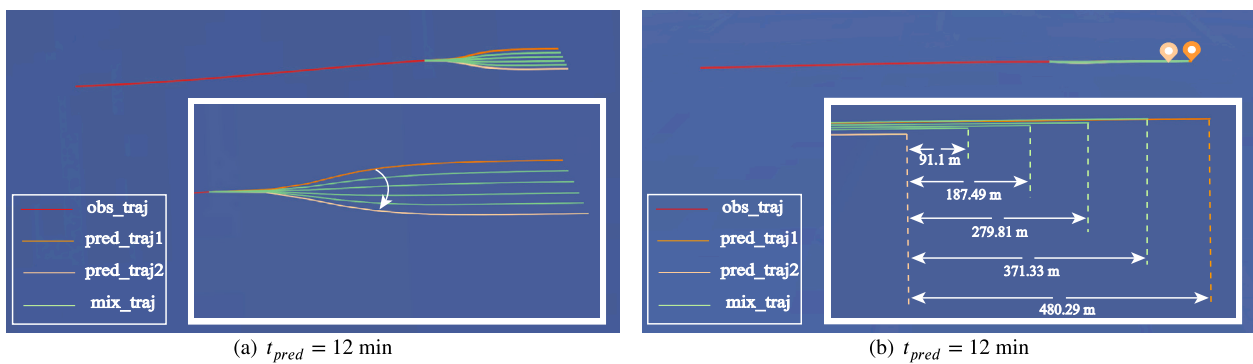 obs_traj
pred_traj1
pred_traj2
mix_traj
(a) t_pred = 12 min
91.1 m
187.49 m
279.81 m
371.33 m
480.29 m
obs_traj
pred_traj1
pred_traj2
mix_traj
(b) t_pred = 12 min